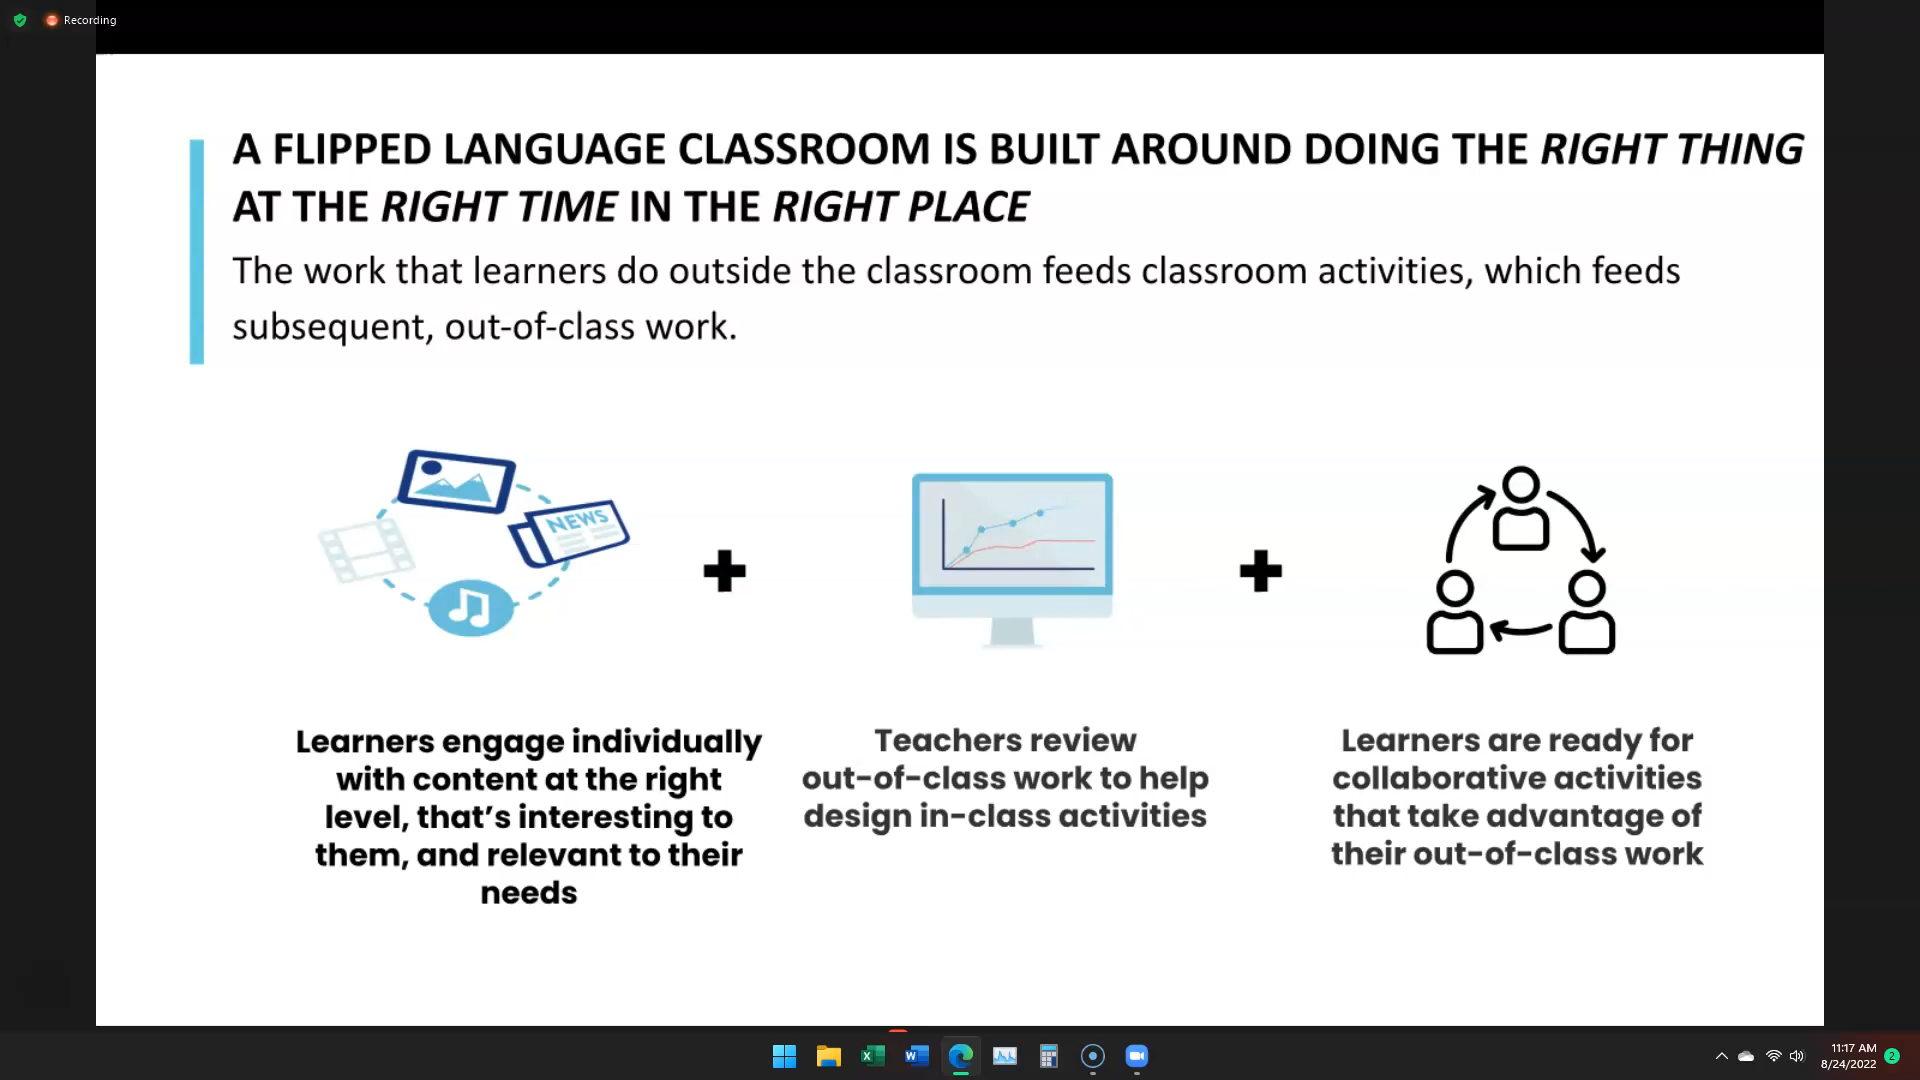 Recording
A FLIPPED LANGUAGE CLASSROOM IS BUILT AROUND DOING THE RIGHT THING
AT THE RIGHT TIME IN THE RIGHT PLACE
The work that learners do outside the classroom feeds classroom activities, which feeds
subsequent, out-of-class work.
NEWS
Learners engage individually
with content at the right
level, that's interesting to
them, and relevant to their
needs
Teachers review
out-of-class work to help
design in-class activities
Learners are ready for
collaborative activities
that take advantage of
their out-of-class work
11:17 AM
8/24/2022
2